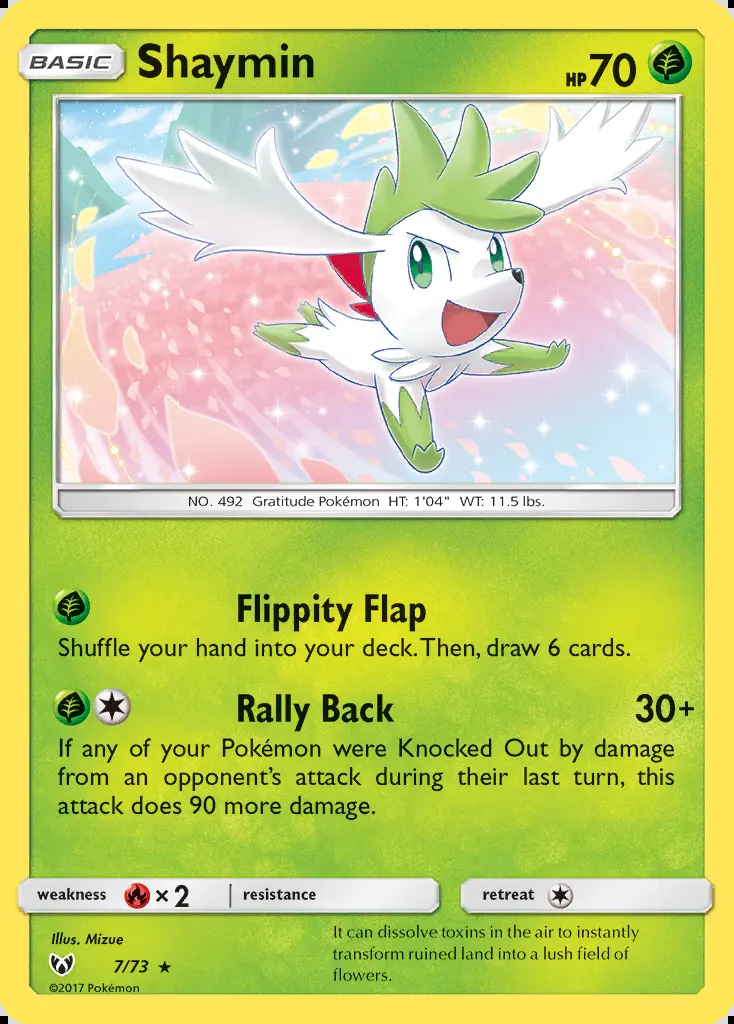 BASIC Shaymin HP70
NO. 492 Gratitude Pokémon HT: 1'04" WT: 11.5 lbs.
Flippity Flap
Shuffle your hand into your deck. Then, draw 6 cards.
Rally Back 30+
If any of your Pokémon were Knocked Out by damage
from an opponent's attack during their last turn, this
attack does 90 more damage.
weakness ×2 resistance retreat
Illus. Mizue
7/73 ★
©2017 Pokémon
It can dissolve toxins in the air to instantly
transform ruined land into a lush field of
flowers.